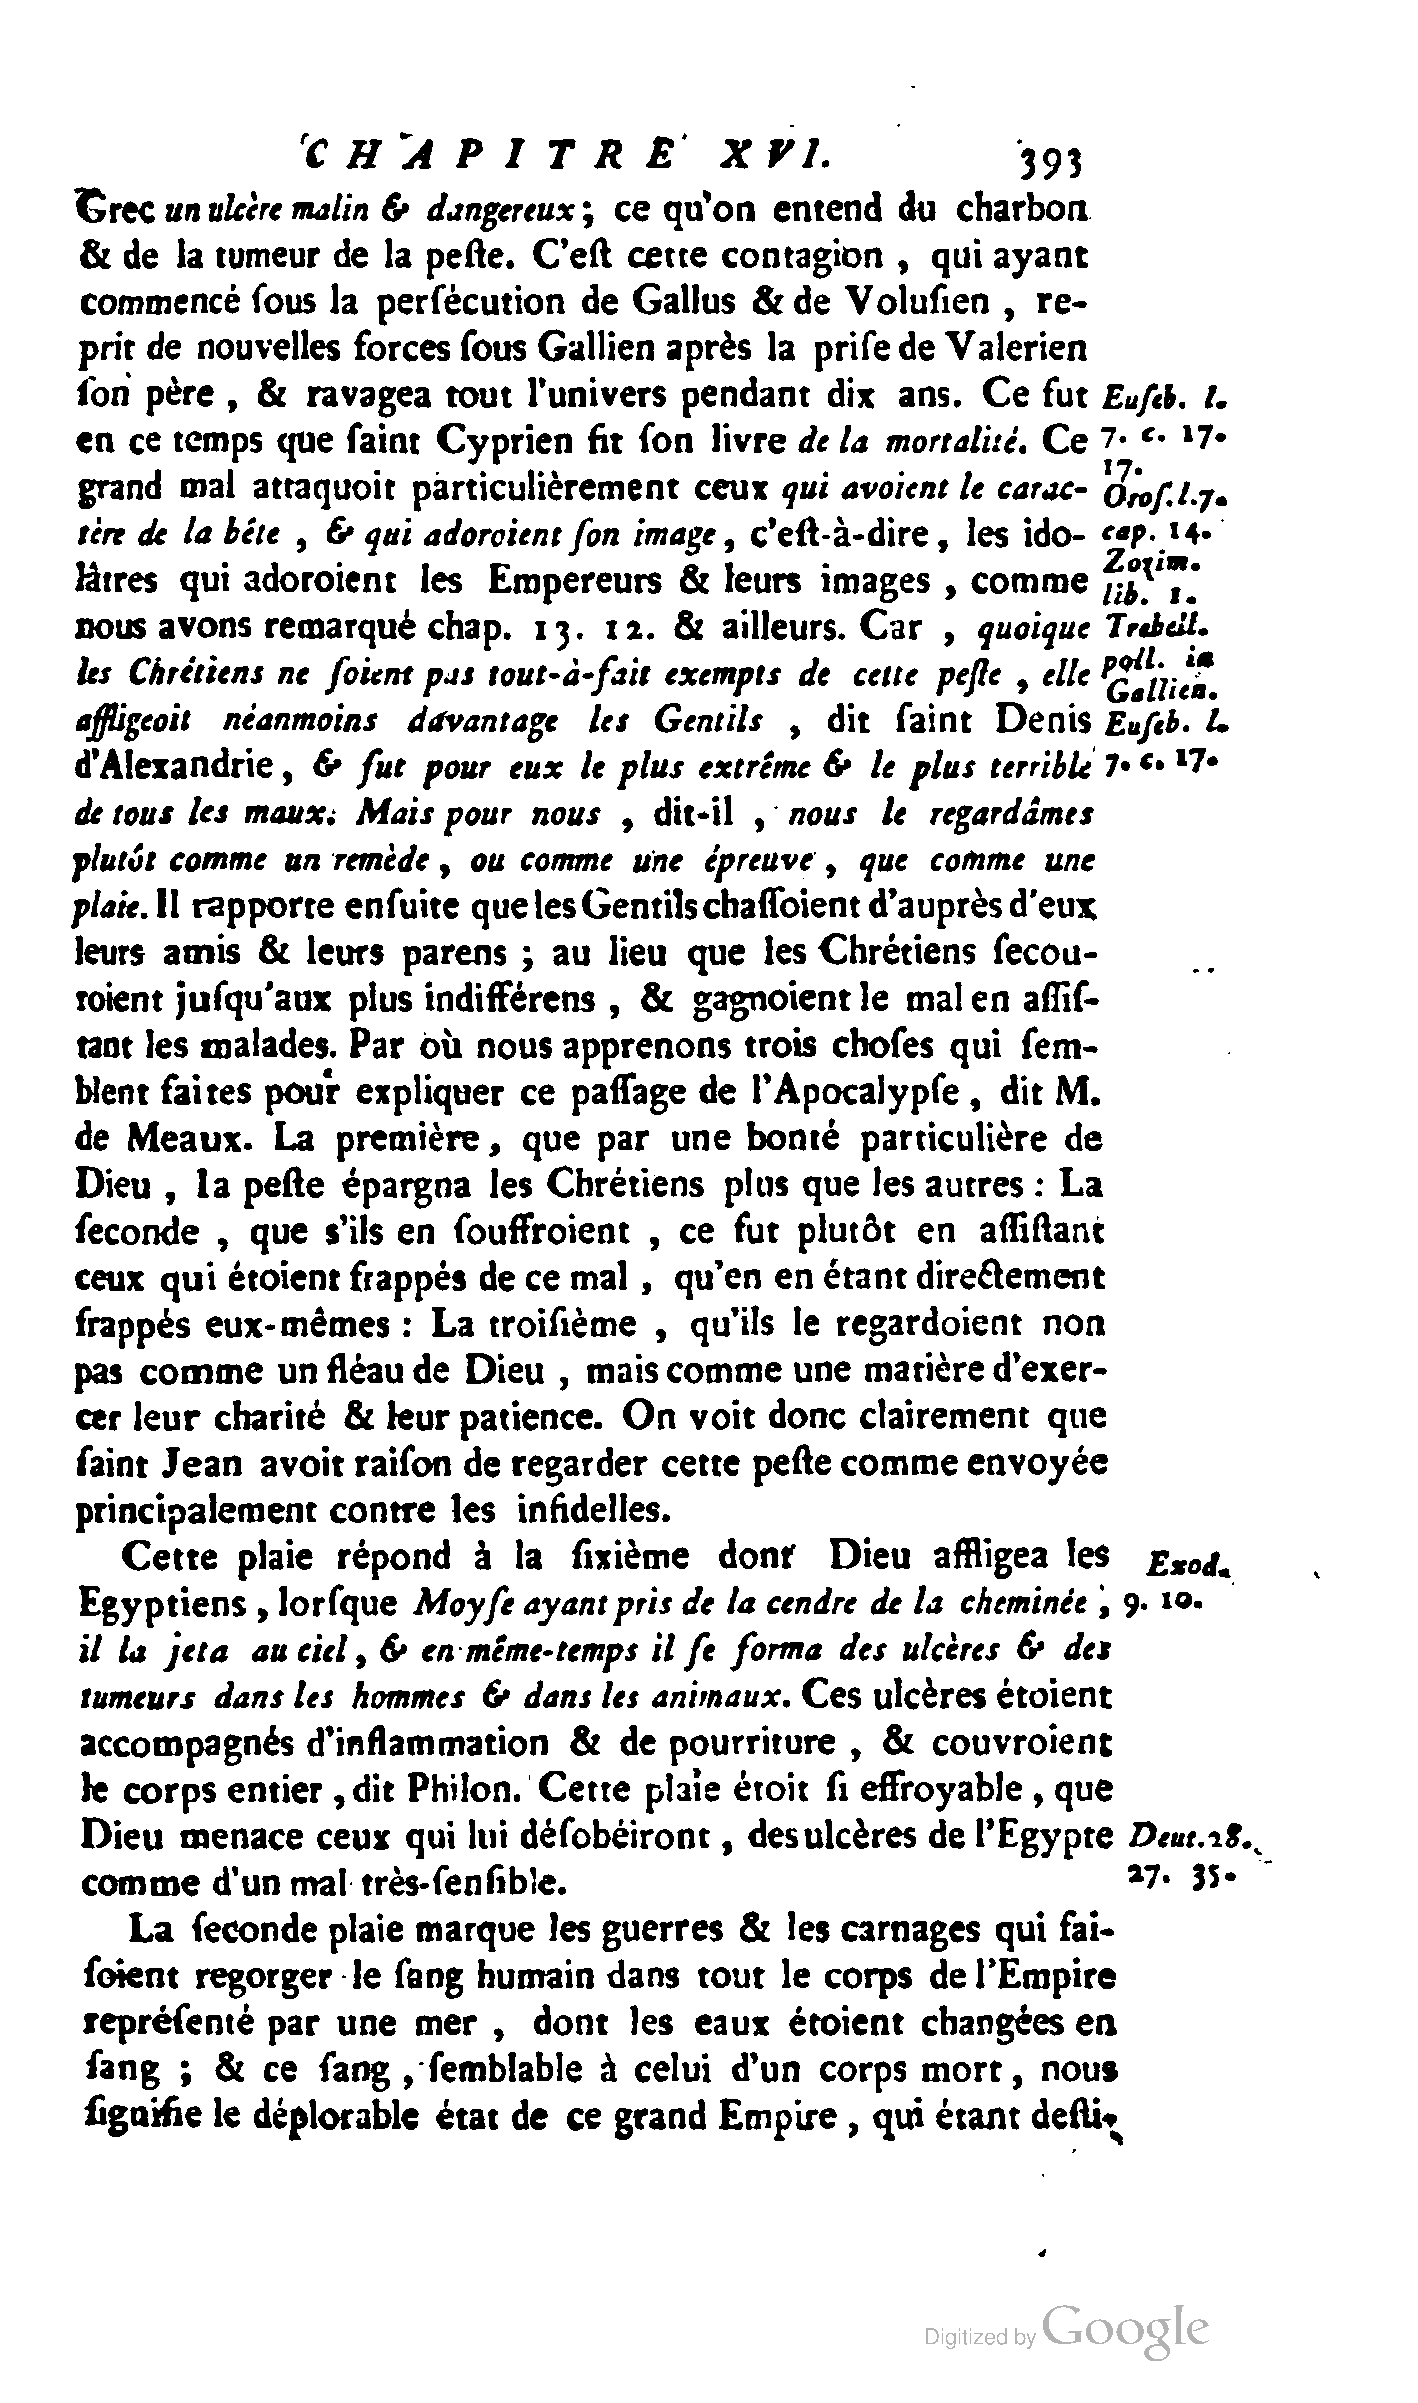 CHAPITRE XVI. 393
Grec un ulcère malin & dangereux; ce qu'on entend du charbon
& de la tumeur de la peſte. C'eſt cette contagion, qui ayant
commencé ſous la perſécution de Gallus & de Voluſien, re-
prit de nouvelles forces ſous Gallien après la priſe de Valerien
ſon père, & ravagea tout l'univers pendant dix ans. Ce fut
en ce temps que ſaint Cyprien fit ſon livre de la mortalité. Ce
grand mal attaquoit particulièrement ceux qui avoient le carac-
tère de la bête, & qui adoroient ſon image, c'eſt-à-dire, les ido-
lâtres qui adoroient les Empereurs & leurs images, comme
nous avons remarqué chap. 13. 12. & ailleurs. Car, quoique
les Chrétiens ne ſoient pas tout-à-fait exempts de cette peſte, elle
affligeoit néanmoins davantage les Gentils, dit ſaint Denis
d'Alexandrie, & fut pour eux le plus extrême & le plus terrible
de tous les maux: Mais pour nous, dit-il, nous le regardâmes
plutôt comme un remède, ou comme une épreuve, que comme une
plaie. Il rapporte enſuite que les Gentils chaſſoient d'auprès d'eux
leurs amis & leurs parens; au lieu que les Chrétiens ſecou-
roient juſqu'aux plus indifférens, & gagnoient le mal en aſſiſ-
tant les malades. Par où nous apprenons trois choſes qui ſem-
blent faites pour expliquer ce paſſage de l'Apocalypſe, dit M.
de Meaux. La première, que par une bonté particulière de
Dieu, la peſte épargna les Chrétiens plus que les autres: La
ſeconde, que s'ils en ſouffroient, ce fut plutôt en aſſiſtant
ceux qui étoient frappés de ce mal, qu'en en étant directement
frappés eux-mêmes: La troiſième, qu'ils le regardoient non
pas comme un fléau de Dieu, mais comme une matière d'exer-
cer leur charité & leur patience. On voit donc clairement que
ſaint Jean avoit raiſon de regarder cette peſte comme envoyée
principalement contre les infidelles.
Cette plaie répond à la ſixième dont Dieu affligea les
Egyptiens, lorſque Moyſe ayant pris de la cendre de la cheminée,
il la jeta au ciel, & en même-temps il ſe forma des ulcères & des
tumeurs dans les hommes & dans les animaux. Ces ulcères étoient
accompagnés d'inflammation & de pourriture, & couvroient
le corps entier, dit Philon. Cette plaie étoit ſi effroyable, que
Dieu menace ceux qui lui déſobéiront, des ulcères de l'Egypte
comme d'un mal très-ſenſible.
La ſeconde plaie marque les guerres & les carnages qui fai-
ſoient regorger le ſang humain dans tout le corps de l'Empire
repréſenté par une mer, dont les eaux étoient changées en
ſang; & ce ſang, ſemblable à celui d'un corps mort, nous
ſignifie le déplorable état de ce grand Empire, qui étant deſti-
Euſeb. l.
7. c. 17.
17.
Oroſ. l. 7.
cap. 14.
Zozim.
lib. 1.
Trebell.
poll. in
Gallien.
Euſeb. l.
7. c. 17.
Exod.
9. 10.
Deut. 28.
27. 35.
Digitized by Google